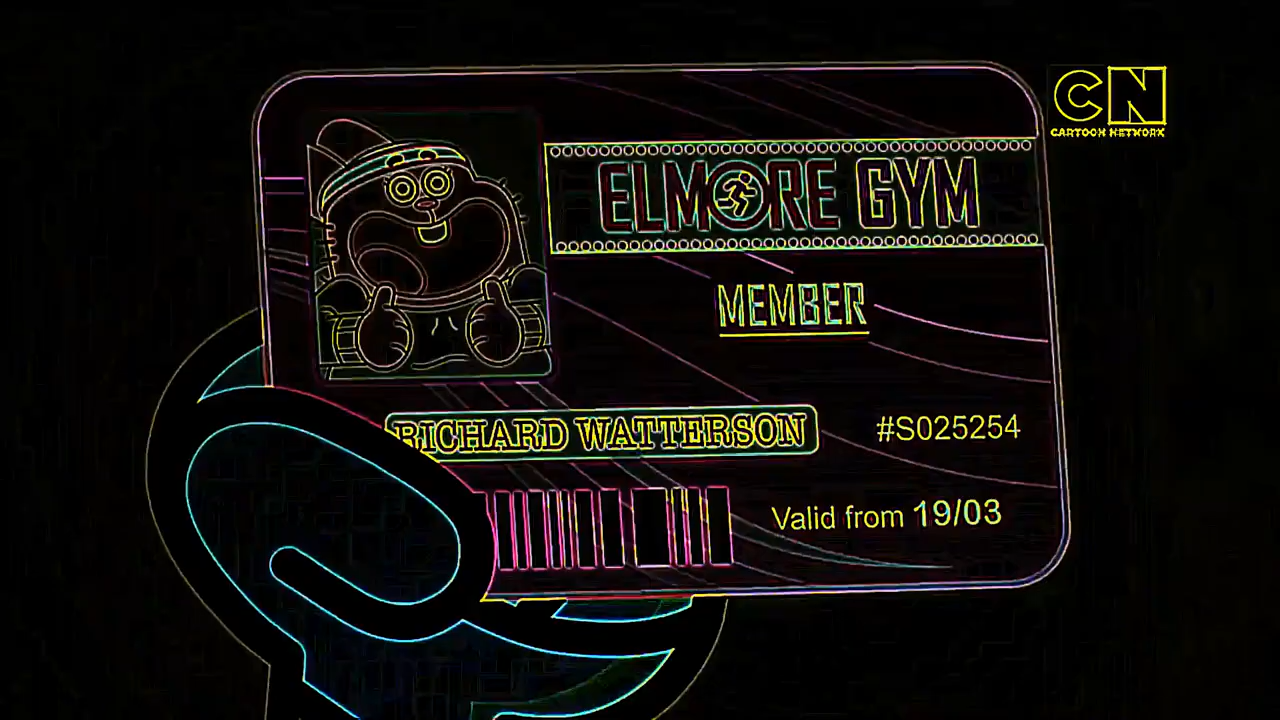 CN
CARTOON NETWORK
ELMORE GYM
MEMBER
RICHARD WATTERSON
#S025254
Valid from 19/03